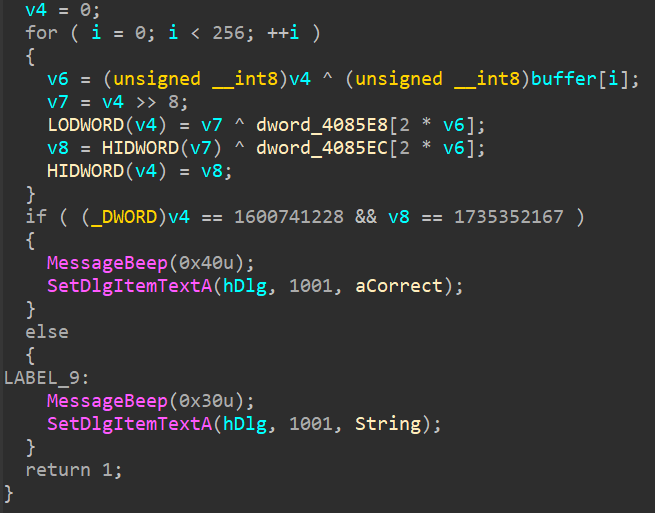 v4 = 0;
for ( i = 0; i < 256; ++i )
{
v6 = (unsigned __int8)v4 ^ (unsigned __int8)buffer[i];
v7 = v4 >> 8;
LODWORD(v4) = v7 ^ dword_4085E8[2 * v6];
v8 = HIDWORD(v7) ^ dword_4085EC[2 * v6];
HIDWORD(v4) = v8;
}
if ( (_DWORD)v4 == 1600741228 && v8 == 1735352167 )
{
MessageBeep(0x40u);
SetDlgItemTextA(hDlg, 1001, aCorrect);
}
else
{
LABEL_9:
MessageBeep(0x30u);
SetDlgItemTextA(hDlg, 1001, String);
}
return 1;
}